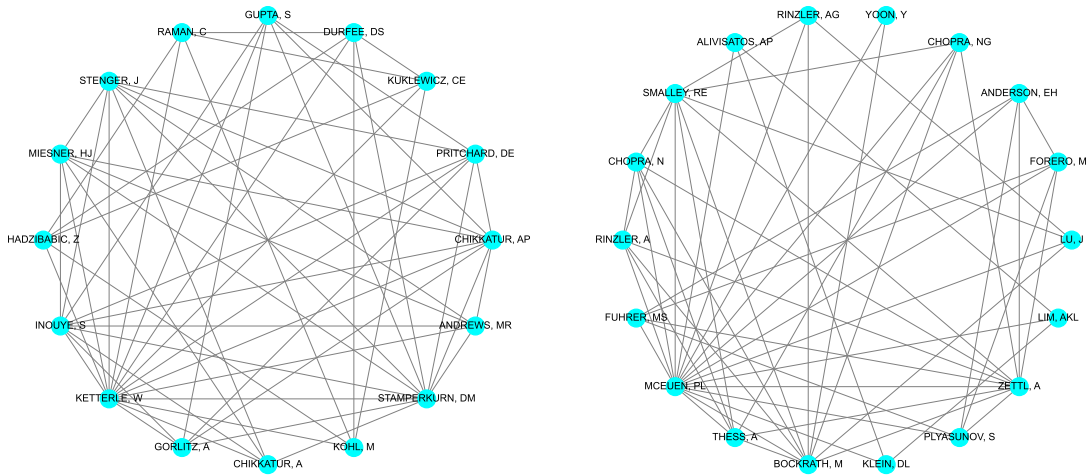 GUPTA, S
RAMAN, C
DURFEE, DS
STENGER, J
KUKLEWICZ, CE
MIESNER, HJ
PRITCHARD, DE
HADZIBABIC, Z
CHIKKATUR, AP
INOUYE, S
ANDREWS, MR
KETTERLE, W
STAMPERKURN, DM
GORLITZ, A
KOHL, M
CHIKKATUR, A
RINZLER, AG
YOON, Y
ALIVISATOS, AP
CHOPRA, NG
SMALLEY, RE
ANDERSON, EH
CHOPRA, N
FORERO, M
RINZLER, A
LU, J
FUHRER, MS
LIM, AKL
MCEUEN, PL
ZETTL, A
THESS, A
PLYASUNOV, S
BOCKRATH, M
KLEIN, DL